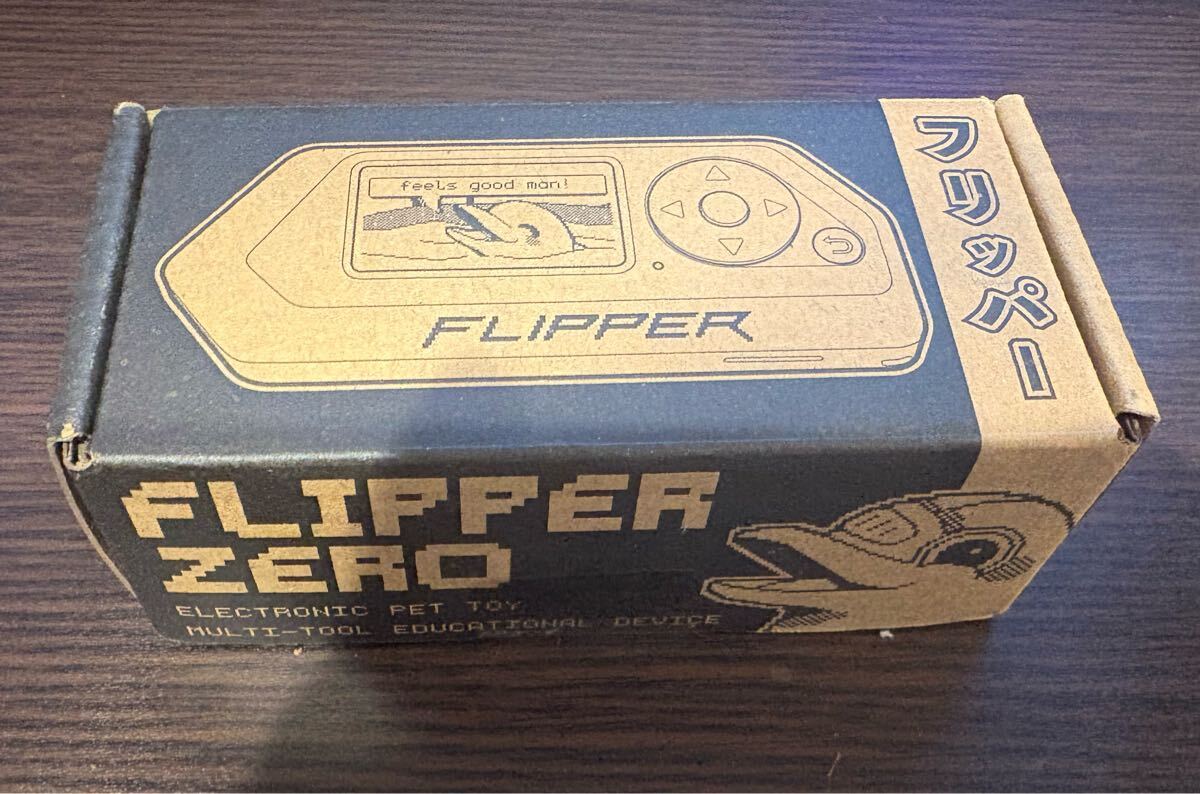 feels good man!
FLIPPER
フリッパー
FLIPPER
ZERO
ELECTRONIC PET TOY
MULTI-TOOL EDUCATIONAL DEVICE